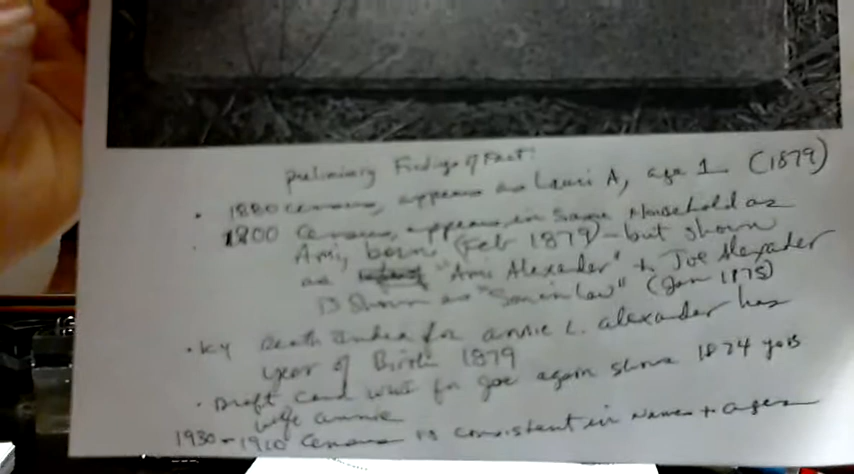 Preliminary Findings of Fact:
• 1880 census, appears as Lauri A, age 1 (1879)
• 1900 Census, appears in same Household as
Ami, born (Feb 1879) - but shown
as "Ami Alexander" + Joe Alexander
is shown as "Son in law" (Jan 1875)
• KY Death Index for annie L. alexander has
year of Birth 1879
• Draft Card WWI for Joe again shows 1874 yob
wife annie
1930 - 1910 Census is consistent in names + ages